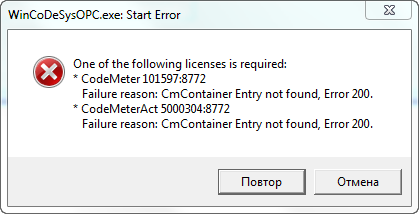 WinCoDeSysOPC.exe: Start Error
One of the following licenses is required:
* CodeMeter 101597:8772
Failure reason: CmContainer Entry not found, Error 200.
* CodeMeterAct 5000304:8772
Failure reason: CmContainer Entry not found, Error 200.
Повтор
Отмена